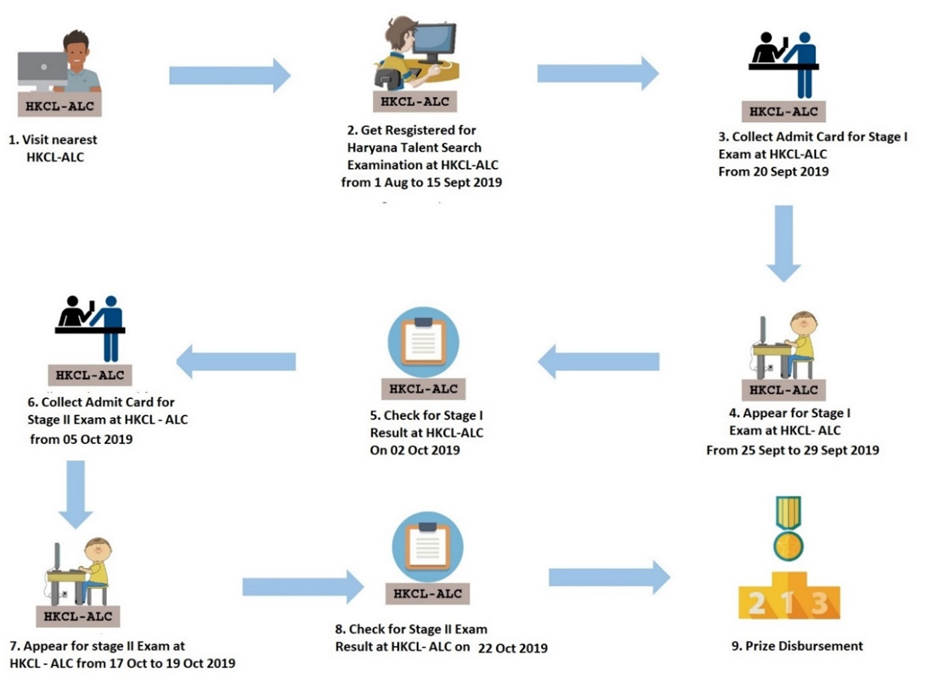 HKCL-ALC
1. Visit nearest
HKCL-ALC
HKCL-ALC
2. Get Resgistered for
Haryana Talent Search
Examination at HKCL-ALC
from 1 Aug to 15 Sept 2019
HKCL-ALC
3. Collect Admit Card for Stage I
Exam at HKCL-ALC
From 20 Sept 2019
HKCL-ALC
4. Appear for Stage I
Exam at HKCL- ALC
From 25 Sept to 29 Sept 2019
HKCL-ALC
5. Check for Stage I
Result at HKCL-ALC
On 02 Oct 2019
HKCL-ALC
6. Collect Admit Card for
Stage II Exam at HKCL - ALC
from 05 Oct 2019
HKCL-ALC
7. Appear for stage II Exam at
HKCL - ALC from 17 Oct to 19 Oct 2019
HKCL-ALC
8. Check for Stage II Exam
Result at HKCL- ALC on 22 Oct 2019
2 1 3
9. Prize Disbursement